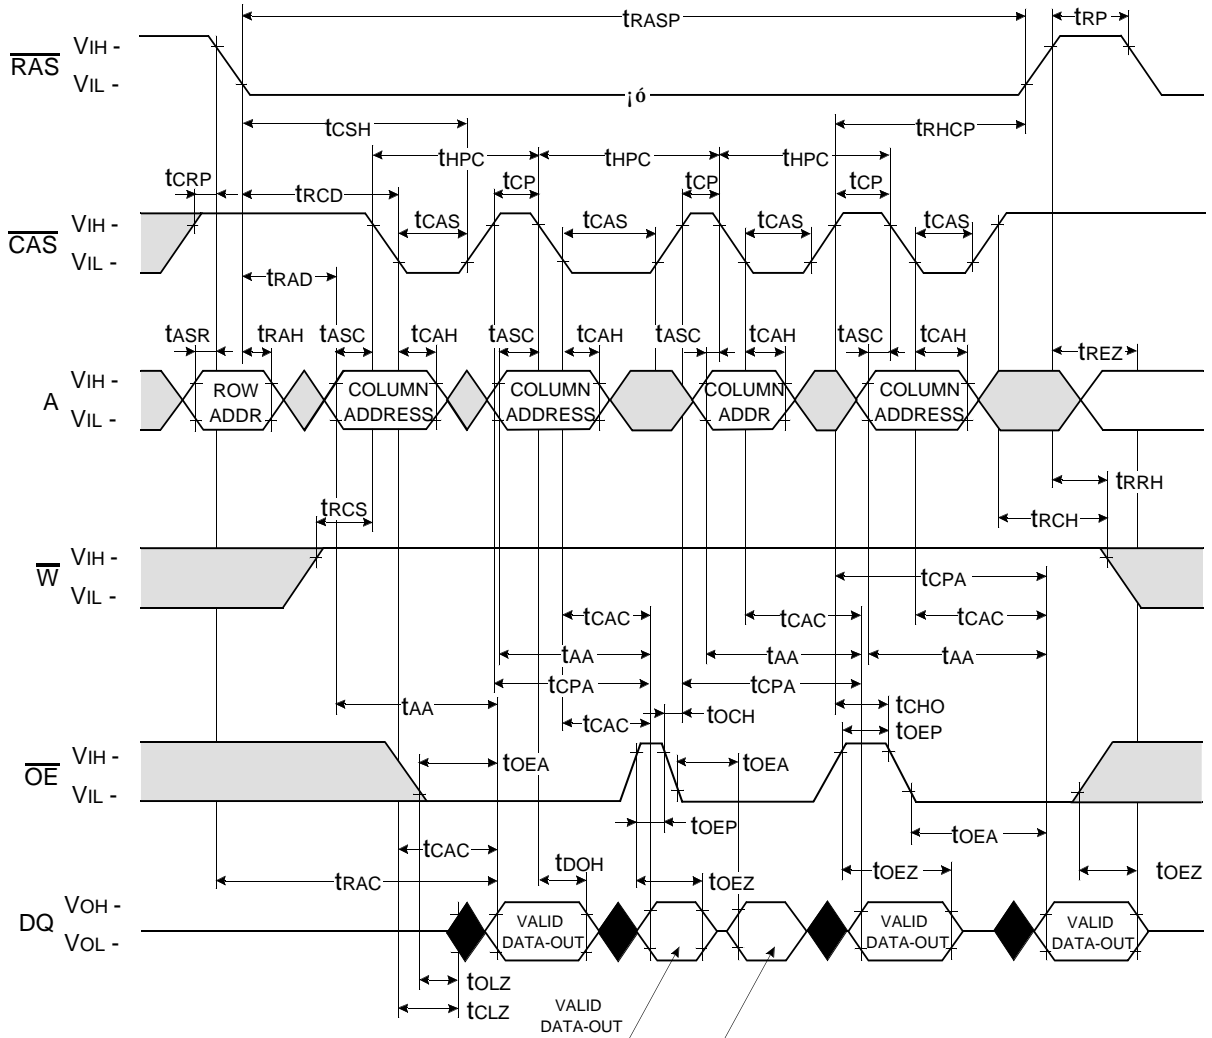 tRASP
tRP
RAS
VIH -
VIL -
¡ó
tCSH
tRHCP
tHPC
tHPC
tHPC
tCRP
tRCD
tCP
tCP
tCP
CAS
VIH -
VIL -
tCAS
tCAS
tCAS
tCAS
tRAD
tASR
tRAH
tASC
tCAH
tASC
tCAH
tASC
tCAH
tASC
tCAH
tREZ
A
VIH -
VIL -
ROW
ADDR
COLUMN
ADDRESS
COLUMN
ADDRESS
COLUMN
ADDR
COLUMN
ADDRESS
tRRH
tRCS
tRCH
W
VIH -
VIL -
tCPA
tCAC
tCAC
tCAC
tAA
tAA
tAA
tCPA
tCPA
tAA
tCAC
tOCH
tCHO
tOEP
OE
VIH -
VIL -
tOEA
tOEA
tOEP
tOEA
tCAC
tDOH
tRAC
tOEZ
tOEZ
tOEZ
DQ
VOH -
VOL -
VALID
DATA-OUT
VALID
DATA-OUT
VALID
DATA-OUT
tOLZ
tCLZ
VALID
DATA-OUT